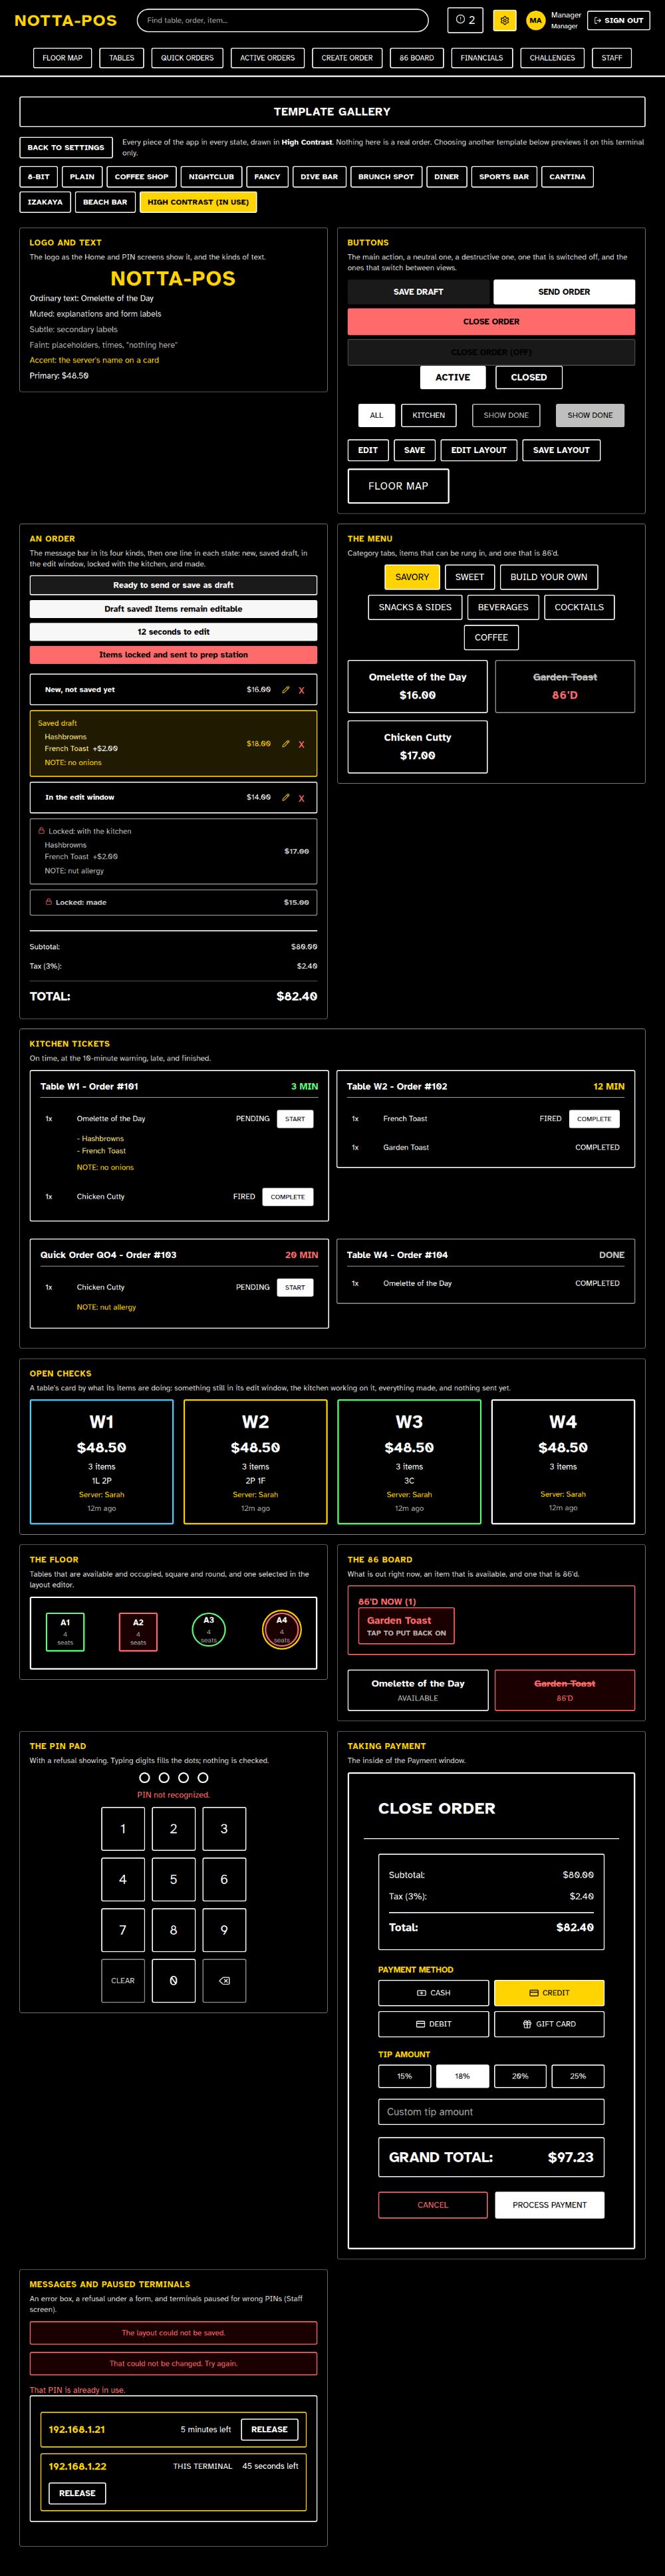 NOTTA-POS
Find table, order, item...
2
MA
Manager
Manager
SIGN OUT
FLOOR MAP
TABLES
QUICK ORDERS
ACTIVE ORDERS
CREATE ORDER
86 BOARD
FINANCIALS
CHALLENGES
STAFF
TEMPLATE GALLERY
BACK TO SETTINGS
Every piece of the app in every state, drawn in High Contrast. Nothing here is a real order. Choosing another template below previews it on this terminal
only.
8-BIT
PLAIN
COFFEE SHOP
NIGHTCLUB
FANCY
DIVE BAR
BRUNCH SPOT
DINER
SPORTS BAR
CANTINA
IZAKAYA
BEACH BAR
HIGH CONTRAST (IN USE)
LOGO AND TEXT
The logo as the Home and PIN screens show it, and the kinds of text.
NOTTA-POS
Ordinary text: Omelette of the Day
Muted: explanations and form labels
Subtle: secondary labels
Faint: placeholders, times, "nothing here"
Accent: the server's name on a card
Primary: $48.50
BUTTONS
The main action, a neutral one, a destructive one, one that is switched off, and the
ones that switch between views.
SAVE DRAFT
SEND ORDER
CLOSE ORDER
CLOSE ORDER (OFF)
ACTIVE
CLOSED
ALL
KITCHEN
SHOW DONE
SHOW DONE
EDIT
SAVE
EDIT LAYOUT
SAVE LAYOUT
FLOOR MAP
AN ORDER
The message bar in its four kinds, then one line in each state: new, saved draft, in
the edit window, locked with the kitchen, and made.
Ready to send or save as draft
Draft saved! Items remain editable
12 seconds to edit
Items locked and sent to prep station
New, not saved yet $16.00 X
Saved draft
Hashbrowns
French Toast +$2.00
NOTE: no onions
$18.00 X
In the edit window $14.00 X
Locked: with the kitchen
Hashbrowns
French Toast +$2.00
NOTE: nut allergy
$17.00
Locked: made $15.00
Subtotal: $80.00
Tax (3%): $2.40
TOTAL: $82.40
THE MENU
Category tabs, items that can be rung in, and one that is 86'd.
SAVORY
SWEET
BUILD YOUR OWN
SNACKS & SIDES
BEVERAGES
COCKTAILS
COFFEE
Omelette of the Day
$16.00
Garden Toast
86'D
Chicken Cutty
$17.00
KITCHEN TICKETS
On time, at the 10-minute warning, late, and finished.
Table W1 - Order #101 3 MIN
1x Omelette of the Day PENDING START
- Hashbrowns
- French Toast
NOTE: no onions
1x Chicken Cutty FIRED COMPLETE
Table W2 - Order #102 12 MIN
1x French Toast FIRED COMPLETE
1x Garden Toast COMPLETED
Quick Order QO4 - Order #103 20 MIN
1x Chicken Cutty PENDING START
NOTE: nut allergy
Table W4 - Order #104 DONE
1x Omelette of the Day COMPLETED
OPEN CHECKS
A table's card by what its items are doing: something still in its edit window, the kitchen working on it, everything made, and nothing sent yet.
W1
$48.50
3 items
1L 2P
Server: Sarah
12m ago
W2
$48.50
3 items
2P 1F
Server: Sarah
12m ago
W3
$48.50
3 items
3C
Server: Sarah
12m ago
W4
$48.50
3 items
Server: Sarah
12m ago
THE FLOOR
Tables that are available and occupied, square and round, and one selected in the
layout editor.
A1
4
seats
A2
4
seats
A3
4
seats
A4
4
seats
THE 86 BOARD
What is out right now, an item that is available, and one that is 86'd.
86'D NOW (1)
Garden Toast
TAP TO PUT BACK ON
Omelette of the Day
AVAILABLE
Garden Toast
86'D
THE PIN PAD
With a refusal showing. Typing digits fills the dots; nothing is checked.
PIN not recognized.
1 2 3
4 5 6
7 8 9
CLEAR 0
TAKING PAYMENT
The inside of the Payment window.
CLOSE ORDER
Subtotal: $80.00
Tax (3%): $2.40
Total: $82.40
PAYMENT METHOD
CASH
CREDIT
DEBIT
GIFT CARD
TIP AMOUNT
15% 18% 20% 25%
Custom tip amount
GRAND TOTAL: $97.23
CANCEL
PROCESS PAYMENT
MESSAGES AND PAUSED TERMINALS
An error box, a refusal under a form, and terminals paused for wrong PINs (Staff
screen).
The layout could not be saved.
That could not be changed. Try again.
That PIN is already in use.
192.168.1.21 5 minutes left RELEASE
192.168.1.22 THIS TERMINAL 45 seconds left
RELEASE